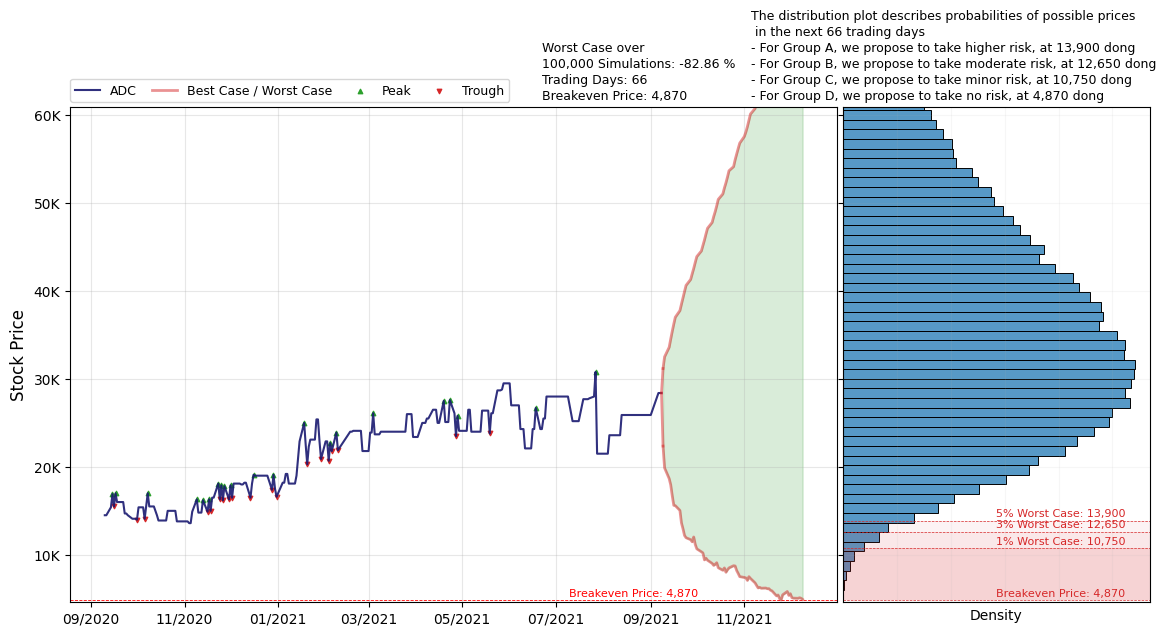 The distribution plot describes probabilities of possible prices
in the next 66 trading days
- For Group A, we propose to take higher risk, at 13,900 dong
- For Group B, we propose to take moderate risk, at 12,650 dong
- For Group C, we propose to take minor risk, at 10,750 dong
- For Group D, we propose to take no risk, at 4,870 dong
Worst Case over
100,000 Simulations: -82.86 %
Trading Days: 66
Breakeven Price: 4,870
ADC
Best Case / Worst Case
Peak
Trough
Stock Price
60K
50K
40K
30K
20K
10K
Breakeven Price: 4,870
09/2020
11/2020
01/2021
03/2021
05/2021
07/2021
09/2021
11/2021
5% Worst Case: 13,900
3% Worst Case: 12,650
1% Worst Case: 10,750
Breakeven Price: 4,870
Density